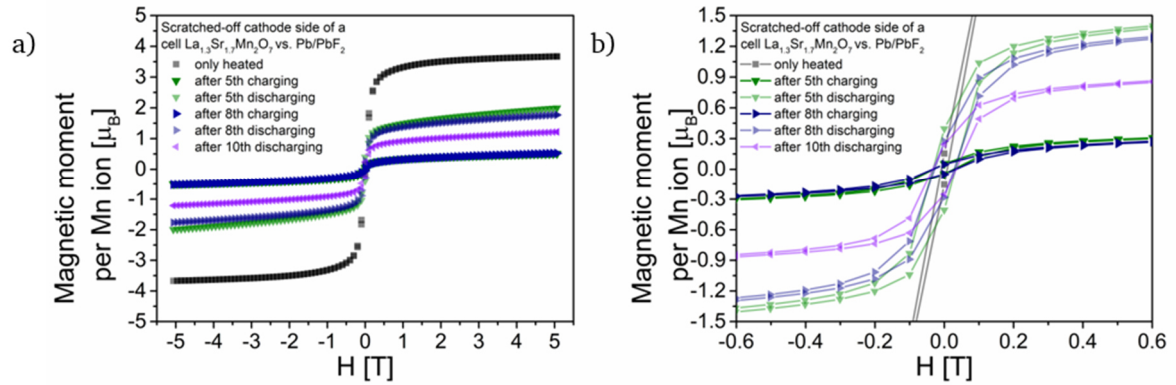 a)
Scratched-off cathode side of a
cell La1.3Sr1.7Mn2O7 vs. Pb/PbF2
only heated
after 5th charging
after 5th discharging
after 8th charging
after 8th discharging
after 10th discharging
Magnetic moment
per Mn ion [μB]
5
4
3
2
1
0
-1
-2
-3
-4
-5
-5 -4 -3 -2 -1 0 1 2 3 4 5
H [T]
b)
Scratched-off cathode side of a
cell La1.3Sr1.7Mn2O7 vs. Pb/PbF2
only heated
after 5th charging
after 5th discharging
after 8th charging
after 8th discharging
after 10th discharging
Magnetic moment
per Mn ion [μB]
1.5
1.2
0.9
0.6
0.3
0.0
-0.3
-0.6
-0.9
-1.2
-1.5
-0.6 -0.4 -0.2 0.0 0.2 0.4 0.6
H [T]